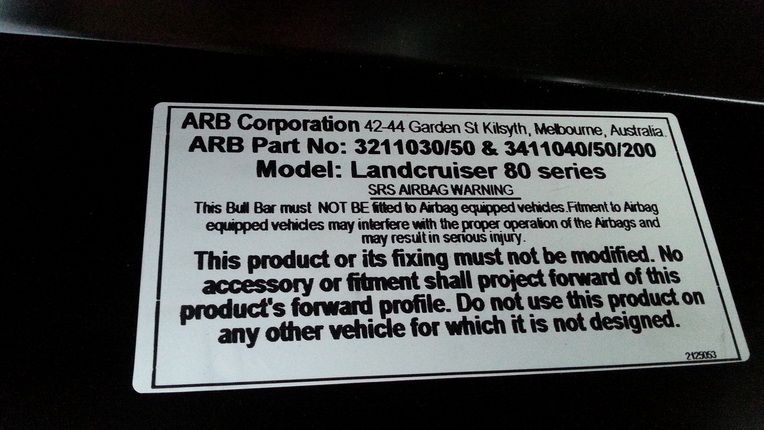 ARB Corporation 42-44 Garden St Kilsyth, Melbourne, Australia.
ARB Part No: 3211030/50 & 3411040/50/200
Model: Landcruiser 80 series
SRS AIRBAG WARNING
This Bull Bar must NOT BE fitted to Airbag equipped vehicles.Fitment to Airbag
equipped vehicles may interfere with the proper operation of the Airbags and
may result in serious injury.
This product or its fixing must not be modified. No
accessory or fitment shall project forward of this
product's forward profile. Do not use this product on
any other vehicle for which it is not designed.
2125053